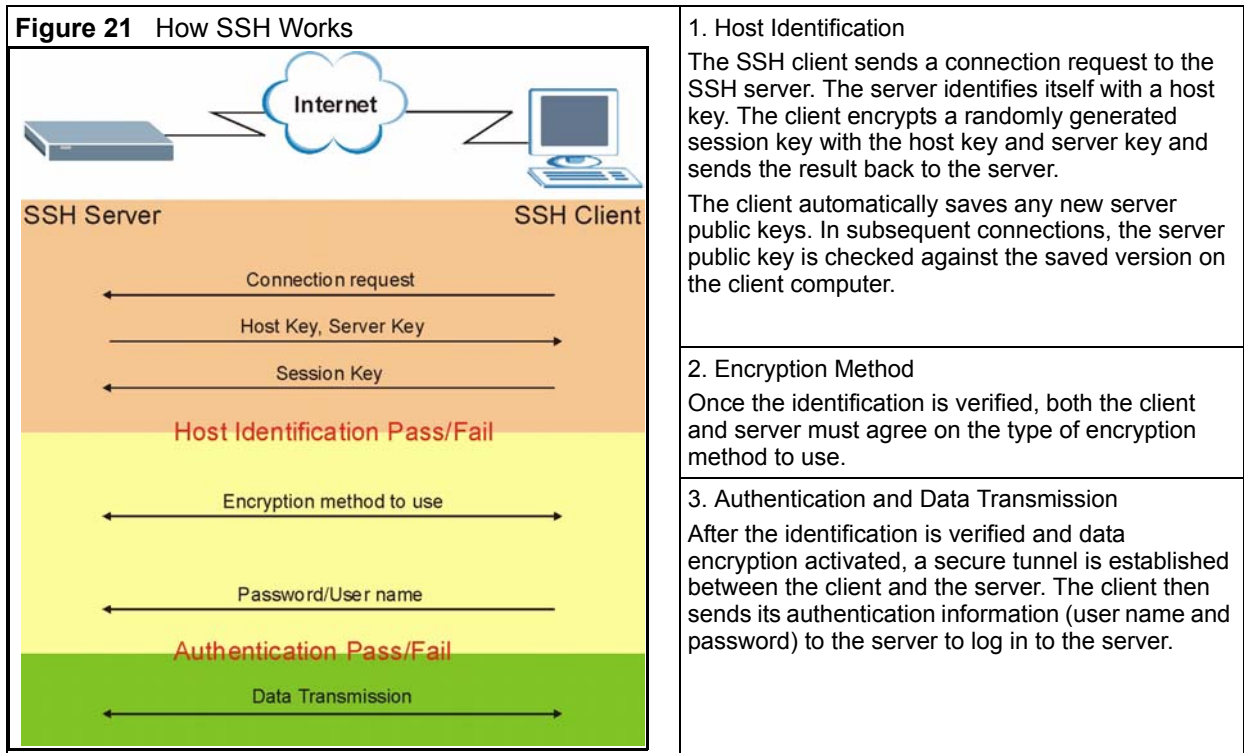 Figure 21 How SSH Works
Internet
SSH Server
SSH Client
Connection request
Host Key, Server Key
Session Key
Host Identification Pass/Fail
Encryption method to use
Password/User name
Authentication Pass/Fail
Data Transmission
1. Host Identification
The SSH client sends a connection request to the
SSH server. The server identifies itself with a host
key. The client encrypts a randomly generated
session key with the host key and server key and
sends the result back to the server.
The client automatically saves any new server
public keys. In subsequent connections, the server
public key is checked against the saved version on
the client computer.
2. Encryption Method
Once the identification is verified, both the client
and server must agree on the type of encryption
method to use.
3. Authentication and Data Transmission
After the identification is verified and data
encryption activated, a secure tunnel is established
between the client and the server. The client then
sends its authentication information (user name and
password) to the server to log in to the server.